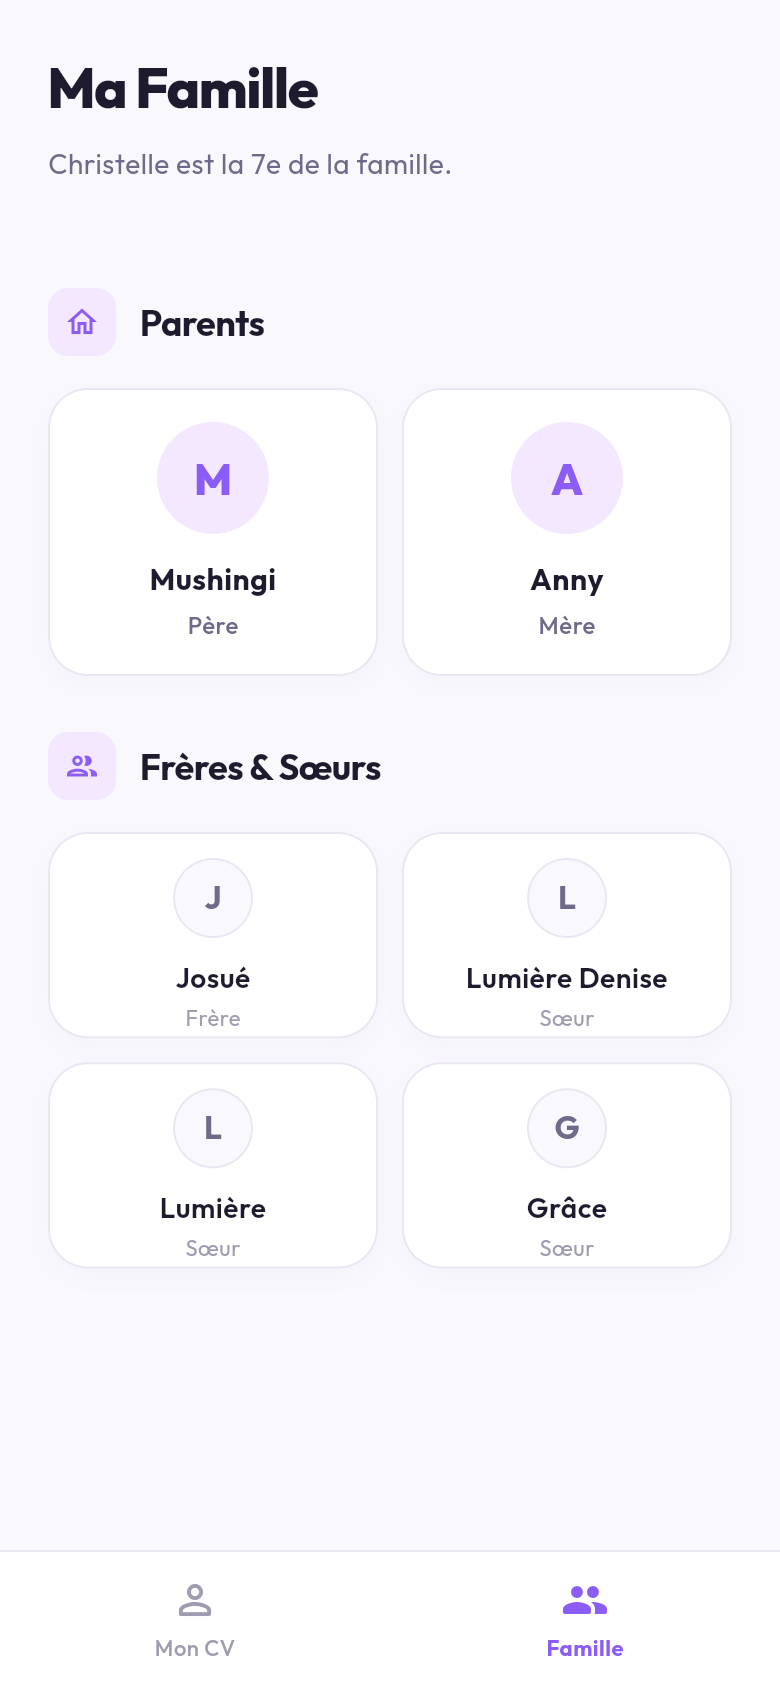 Ma Famille
Christelle est la 7e de la famille.
Parents
M
A
Mushingi
Anny
Père
Mère
Frères & Sœurs
J
L
Josué
Lumière Denise
Frère
Sœur
L
G
Lumière
Grâce
Sœur
Sœur
Mon CV
Famille